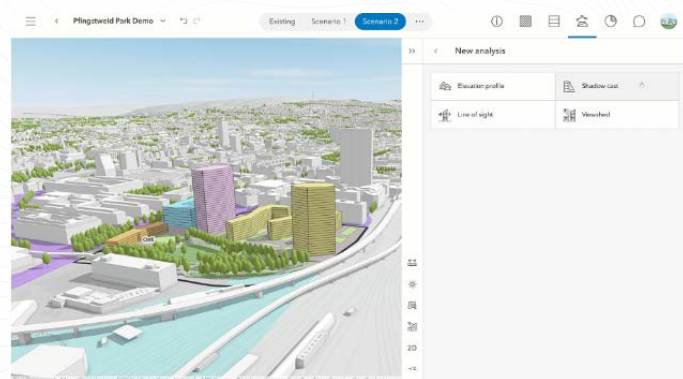 Pfingstweid Park Demo
Existing Scenario 1 Scenario 2
New analysis
Elevation profile
Shadow cast
Line of sight
Viewshed
2D